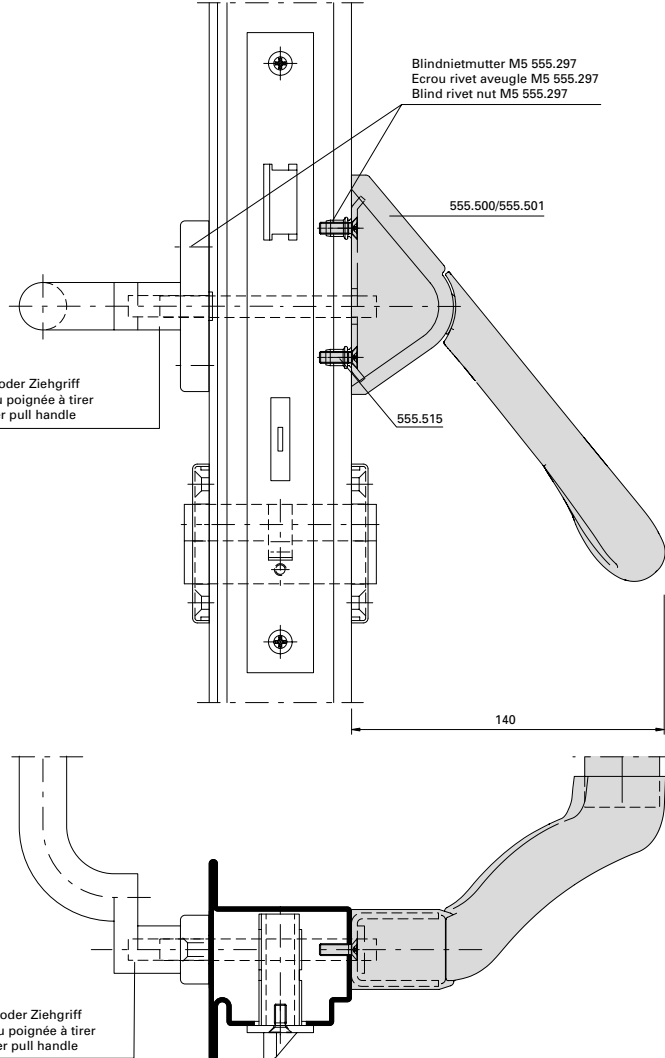 Blindnietmutter M5 555.297
Ecrou rivet aveugle M5 555.297
Blind rivet nut M5 555.297
555.500/555.501
oder Ziehgriff
poignée à tirer
pull handle
555.515
140
oder Ziehgriff
poignée à tirer
pull handle